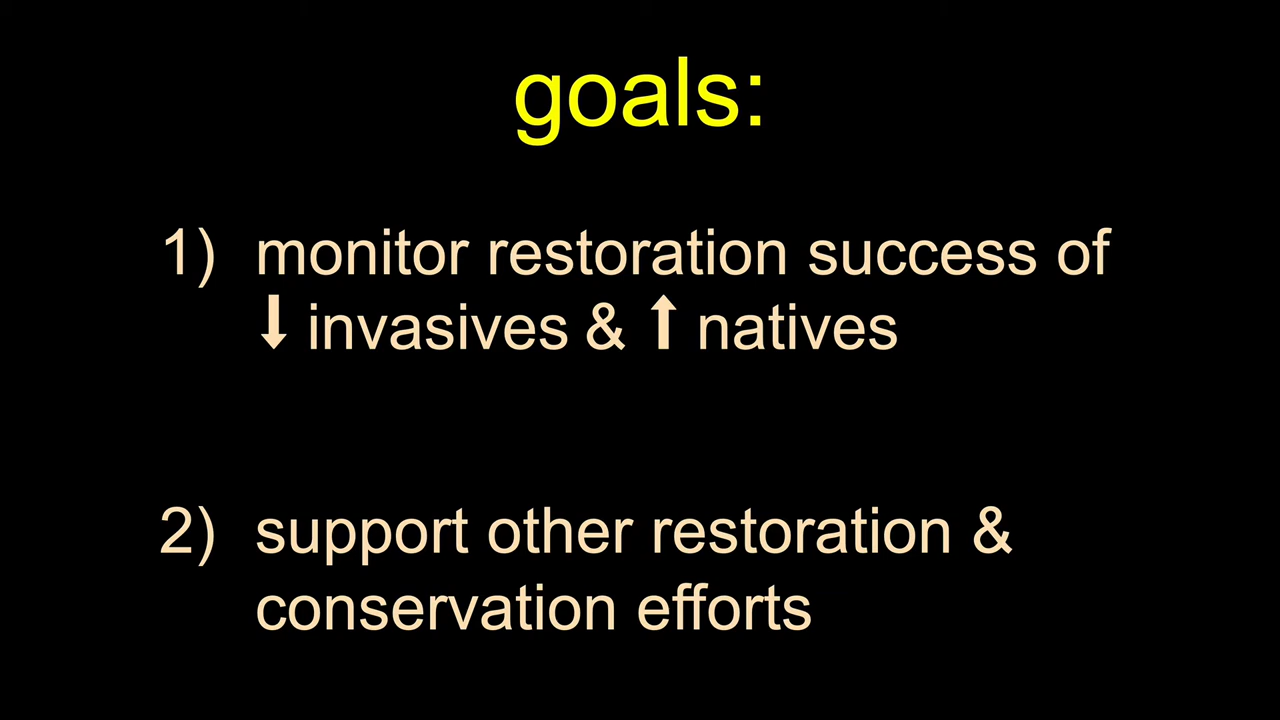 goals:
1) monitor restoration success of
⬇ invasives & ⬆ natives
2) support other restoration &
conservation efforts